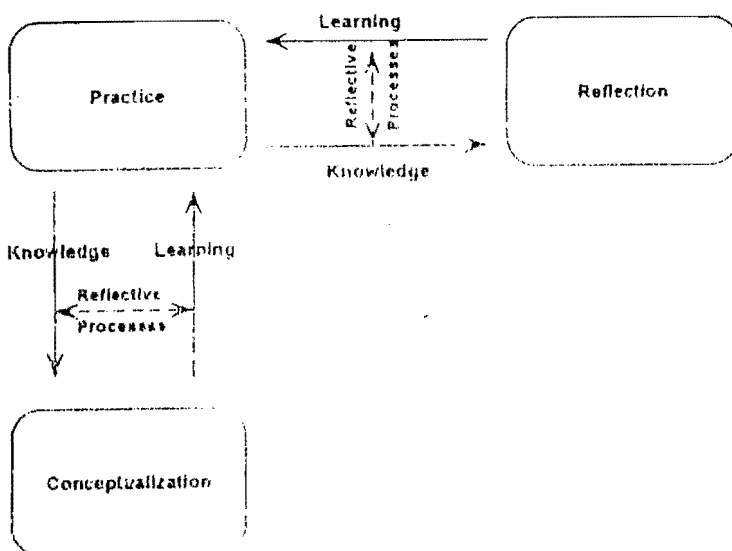 Learning
Practice
Reflective
Processes
Reflection
Knowledge
Knowledge
Learning
Reflective
Processes
Conceptualization